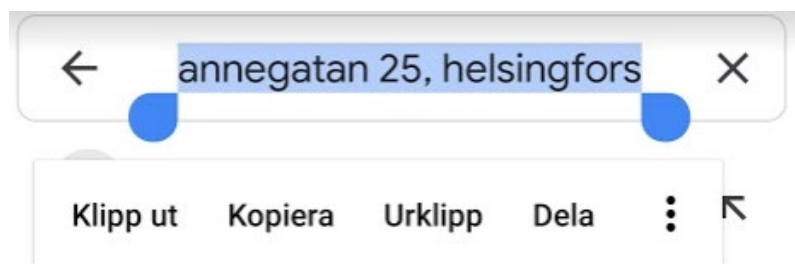 annegatan 25, helsingfors
Klipp ut Kopiera Urklipp Dela